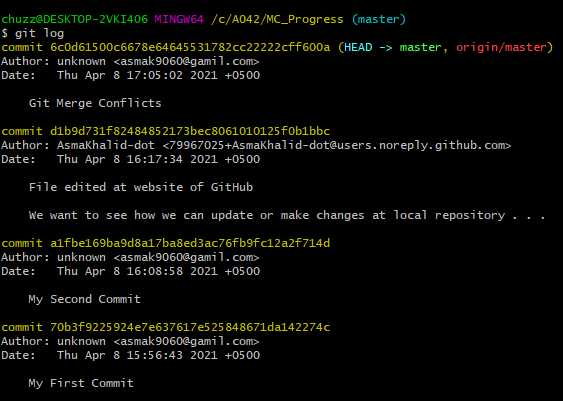 chuzz@DESKTOP-2VKI4O6 MINGW64 /c/AO42/MC_Progress (master)
$ git log
commit 6c0d61500c6678e64645531782cc22222cff600a (HEAD -> master, origin/master)
Author: unknown <asmak9060@gamil.com>
Date:   Thu Apr 8 17:05:02 2021 +0500
    Git Merge Conflicts
commit d1b9d731f82484852173bec8061010125f0b1bbc
Author: AsmaKhalid-dot <79967025+AsmaKhalid-dot@users.noreply.github.com>
Date:   Thu Apr 8 16:17:34 2021 +0500
    File edited at website of GitHub
    We want to see how we can update or make changes at local repository . . .
commit a1fbe169ba9d8a17ba8ed3ac76fb9fc12a2f714d
Author: unknown <asmak9060@gamil.com>
Date:   Thu Apr 8 16:08:58 2021 +0500
    My Second Commit
commit 70b3f9225924e7e637617e525848671da142274c
Author: unknown <asmak9060@gamil.com>
Date:   Thu Apr 8 15:56:43 2021 +0500
    My First Commit